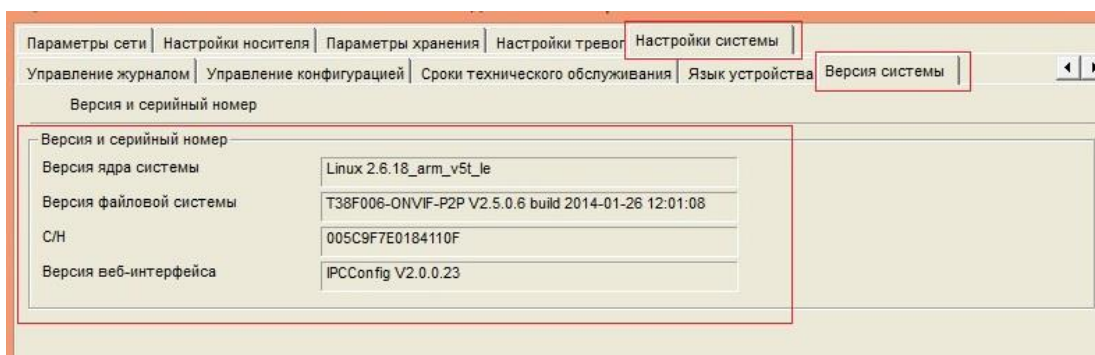 Параметры сети Настройки носителя Параметры хранения Настройки тревог Настройки системы
Управление журналом Управление конфигурацией Сроки технического обслуживания Язык устройства Версия системы
Версия и серийный номер
Версия и серийный номер
Версия ядра системы Linux 2.6.18_arm_v5t_le
Версия файловой системы T38F006-ONVIF-P2P V2.5.0.6 build 2014-01-26 12:01:08
С/Н 005C9F7E0184110F
Версия веб-интерфейса IPCConfig V2.0.0.23